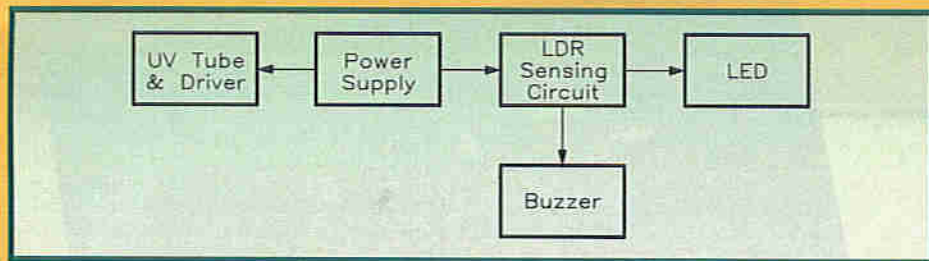 UV Tube
& Driver
Power
Supply
LDR
Sensing
Circuit
LED
Buzzer